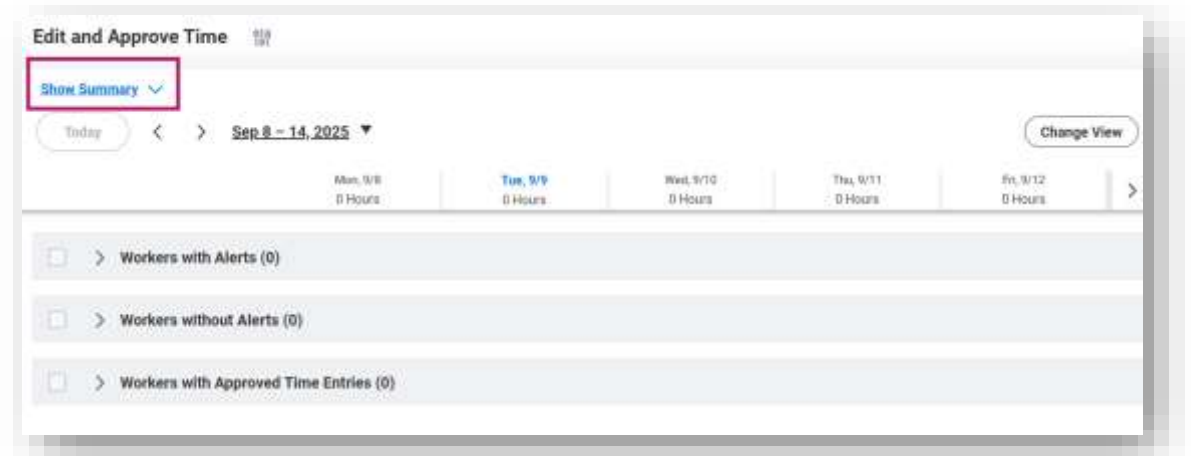 Edit and Approve Time
Show Summary
Today Sep 8 – 14, 2025 Change View
Mon, 9/8 Tue, 9/9 Wed, 9/10 Thu, 9/11 Fri, 9/12
0 Hours 0 Hours 0 Hours 0 Hours 0 Hours
Workers with Alerts (0)
Workers without Alerts (0)
Workers with Approved Time Entries (0)